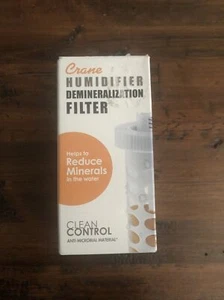 Crane
HUMIDIFIER
DEMINERALIZATION
FILTER
Helps to
Reduce
Minerals
in the water
CLEAN
CONTROL
ANTI-MICROBIAL MATERIAL*